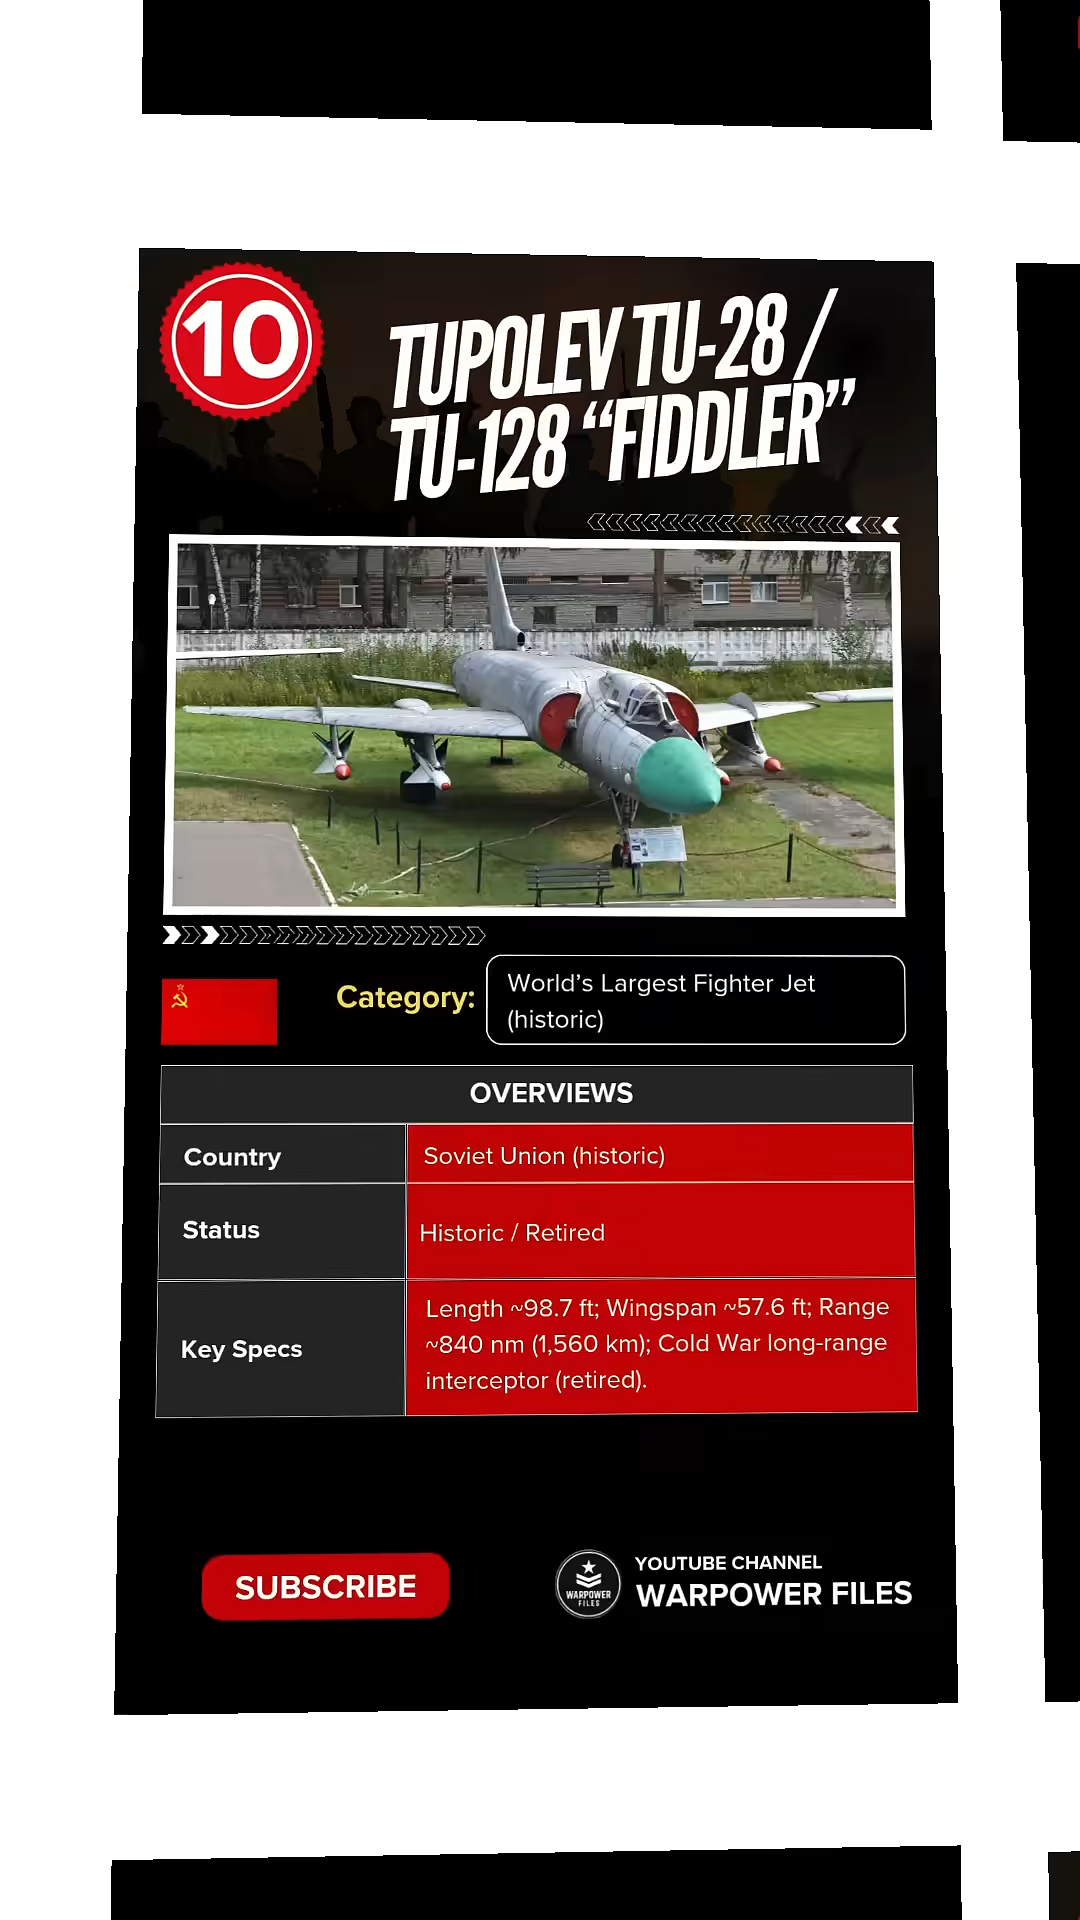 10
TUPOLEV TU-28 /
TU-128 “FIDDLER”
Category:
World’s Largest Fighter Jet
(historic)
OVERVIEWS
Country
Soviet Union (historic)
Status
Historic / Retired
Key Specs
Length ~98.7 ft; Wingspan ~57.6 ft; Range
~840 nm (1,560 km); Cold War long-range
interceptor (retired).
SUBSCRIBE
WARPOWER
FILES
YOUTUBE CHANNEL
WARPOWER FILES